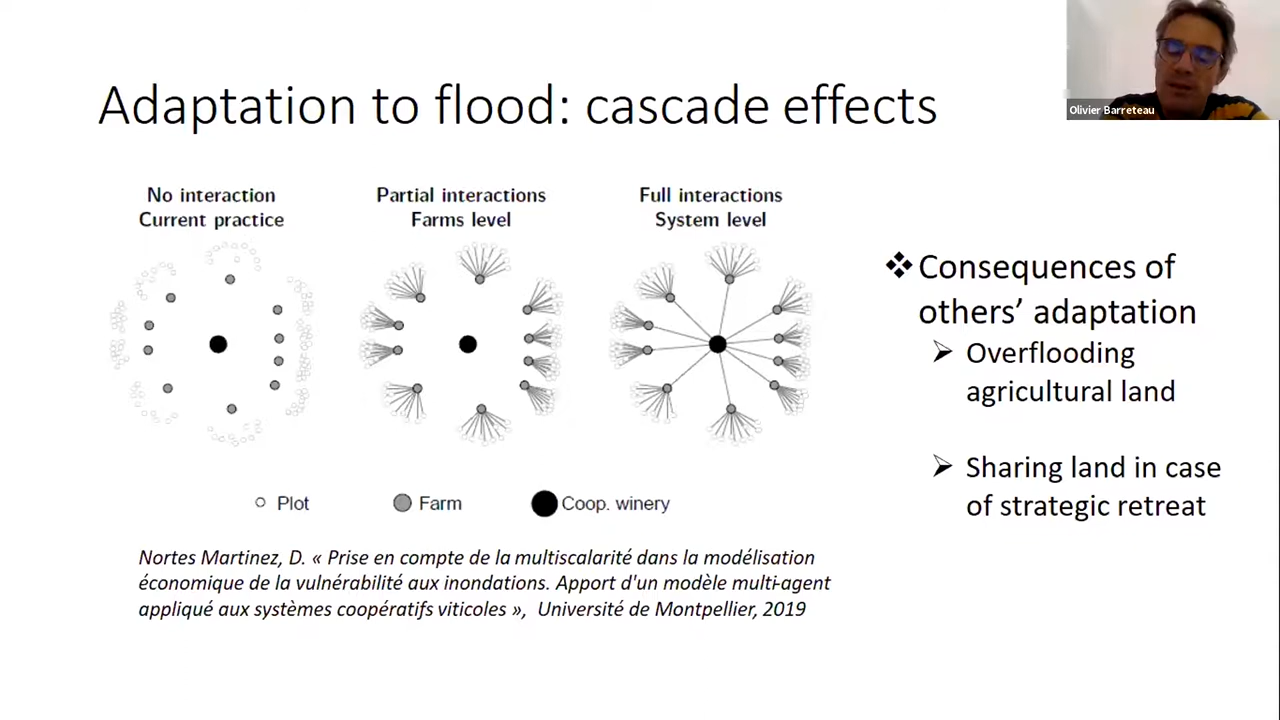 Olivier Barreteau
Adaptation to flood: cascade effects
No interaction
Current practice
Partial interactions
Farms level
Full interactions
System level
Plot
Farm
Coop. winery
Nortes Martinez, D. « Prise en compte de la multiscalarité dans la modélisation
économique de la vulnérabilité aux inondations. Apport d'un modèle multi-agent
appliqué aux systèmes coopératifs viticoles », Université de Montpellier, 2019
Consequences of
others’ adaptation
Overflooding
agricultural land
Sharing land in case
of strategic retreat